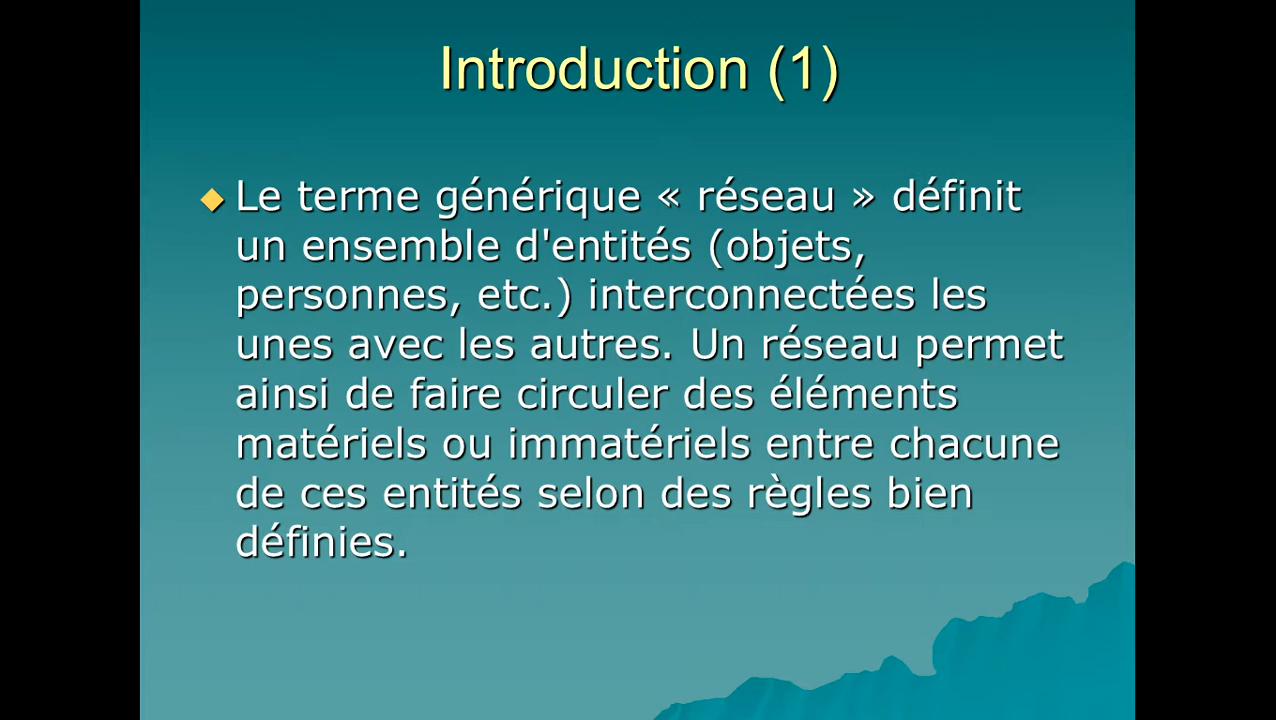 Introduction (1)
Le terme générique « réseau » définit
un ensemble d'entités (objets,
personnes, etc.) interconnectées les
unes avec les autres. Un réseau permet
ainsi de faire circuler des éléments
matériels ou immatériels entre chacune
de ces entités selon des règles bien
définies.